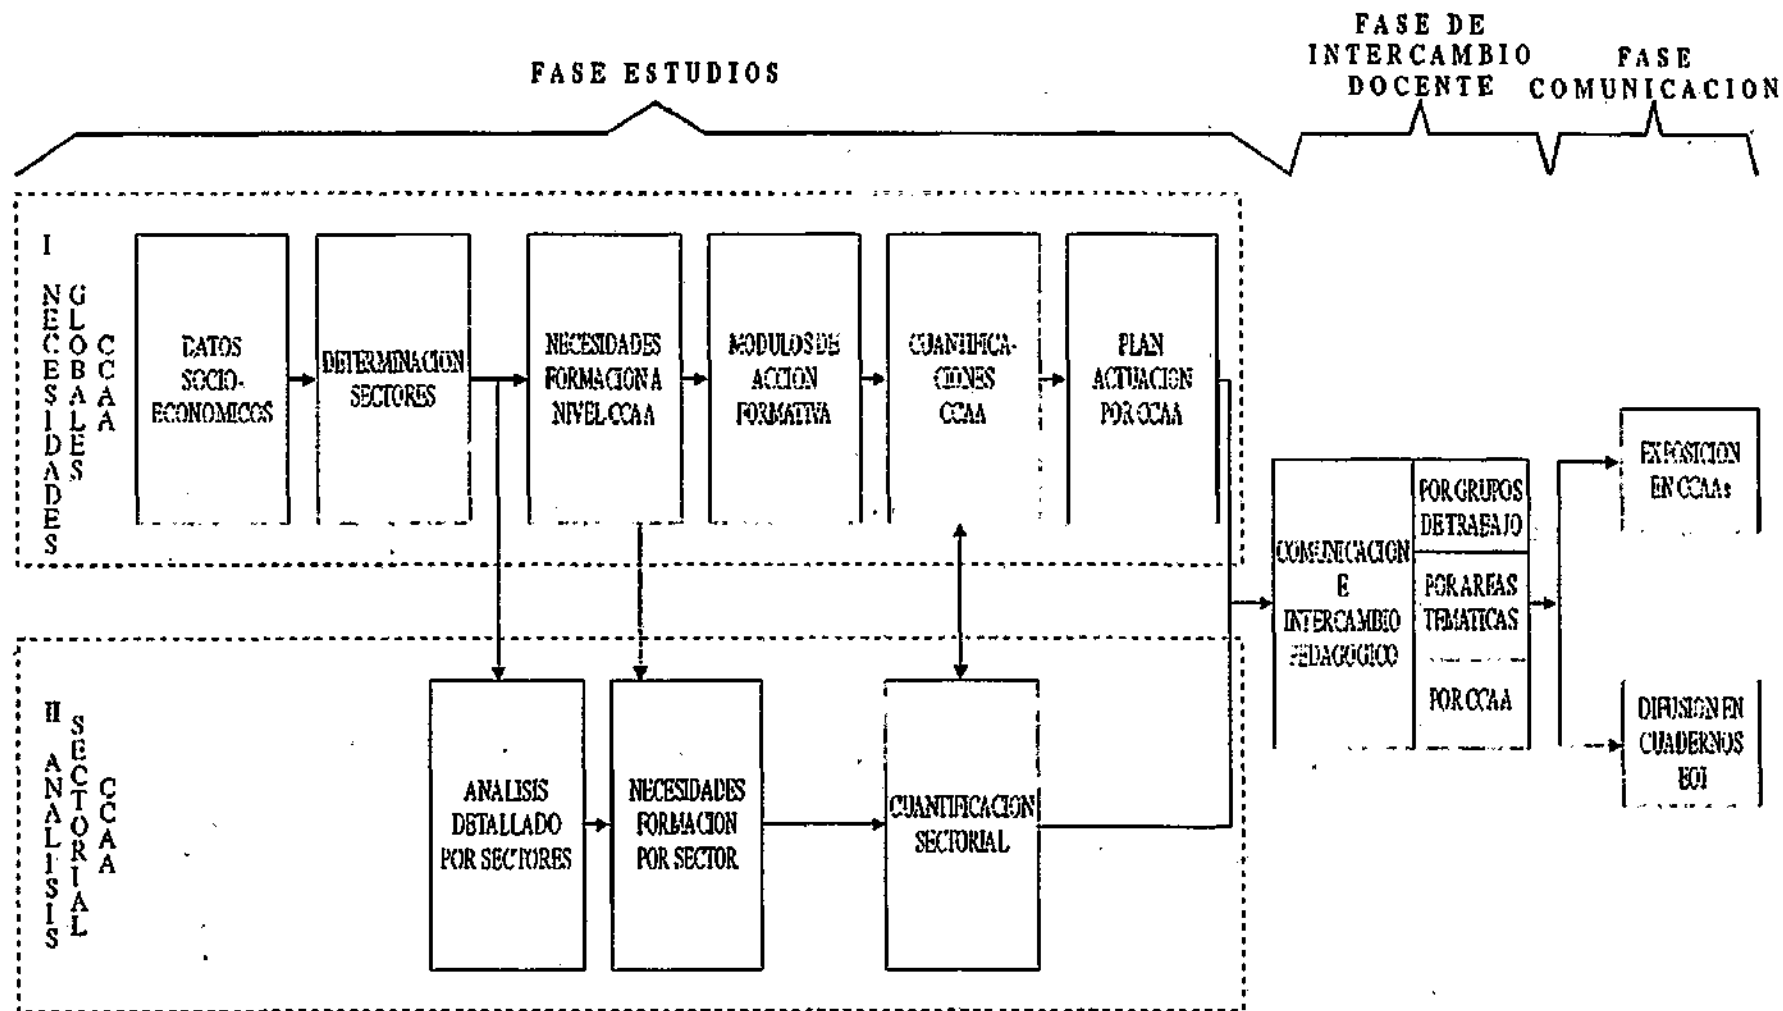 FASE ESTUDIOS
FASE DE
INTERCAMBIO
DOCENTE
FASE
COMUNICACION
I NECESIDADES
GLOBALES
CCAA
DATOS
SOCIO-
ECONOMICOS
DETERMINACION
SECTORES
NECESIDADES
FORMACION A
NIVEL-CCAA
MODULOS DE
ACCION
FORMATIVA
CUANTIFICA-
CIONES
CCAA
PLAN
ACTUACION
POR CCAA
COMUNICACION
E
INTERCAMBIO
PEDAGOGICO
POR GRUPOS
DE TRABAJO
POR AREAS
TEMATICAS
POR CCAA
EXPOSICION
EN CCAAs
DIFUSION EN
CUADERNOS
EOI
II ANALISIS
SECTORIAL
CCAA
ANALISIS
DETALLADO
POR SECTORES
NECESIDADES
FORMACION
POR SECTOR
CUANTIFICACION
SECTORIAL